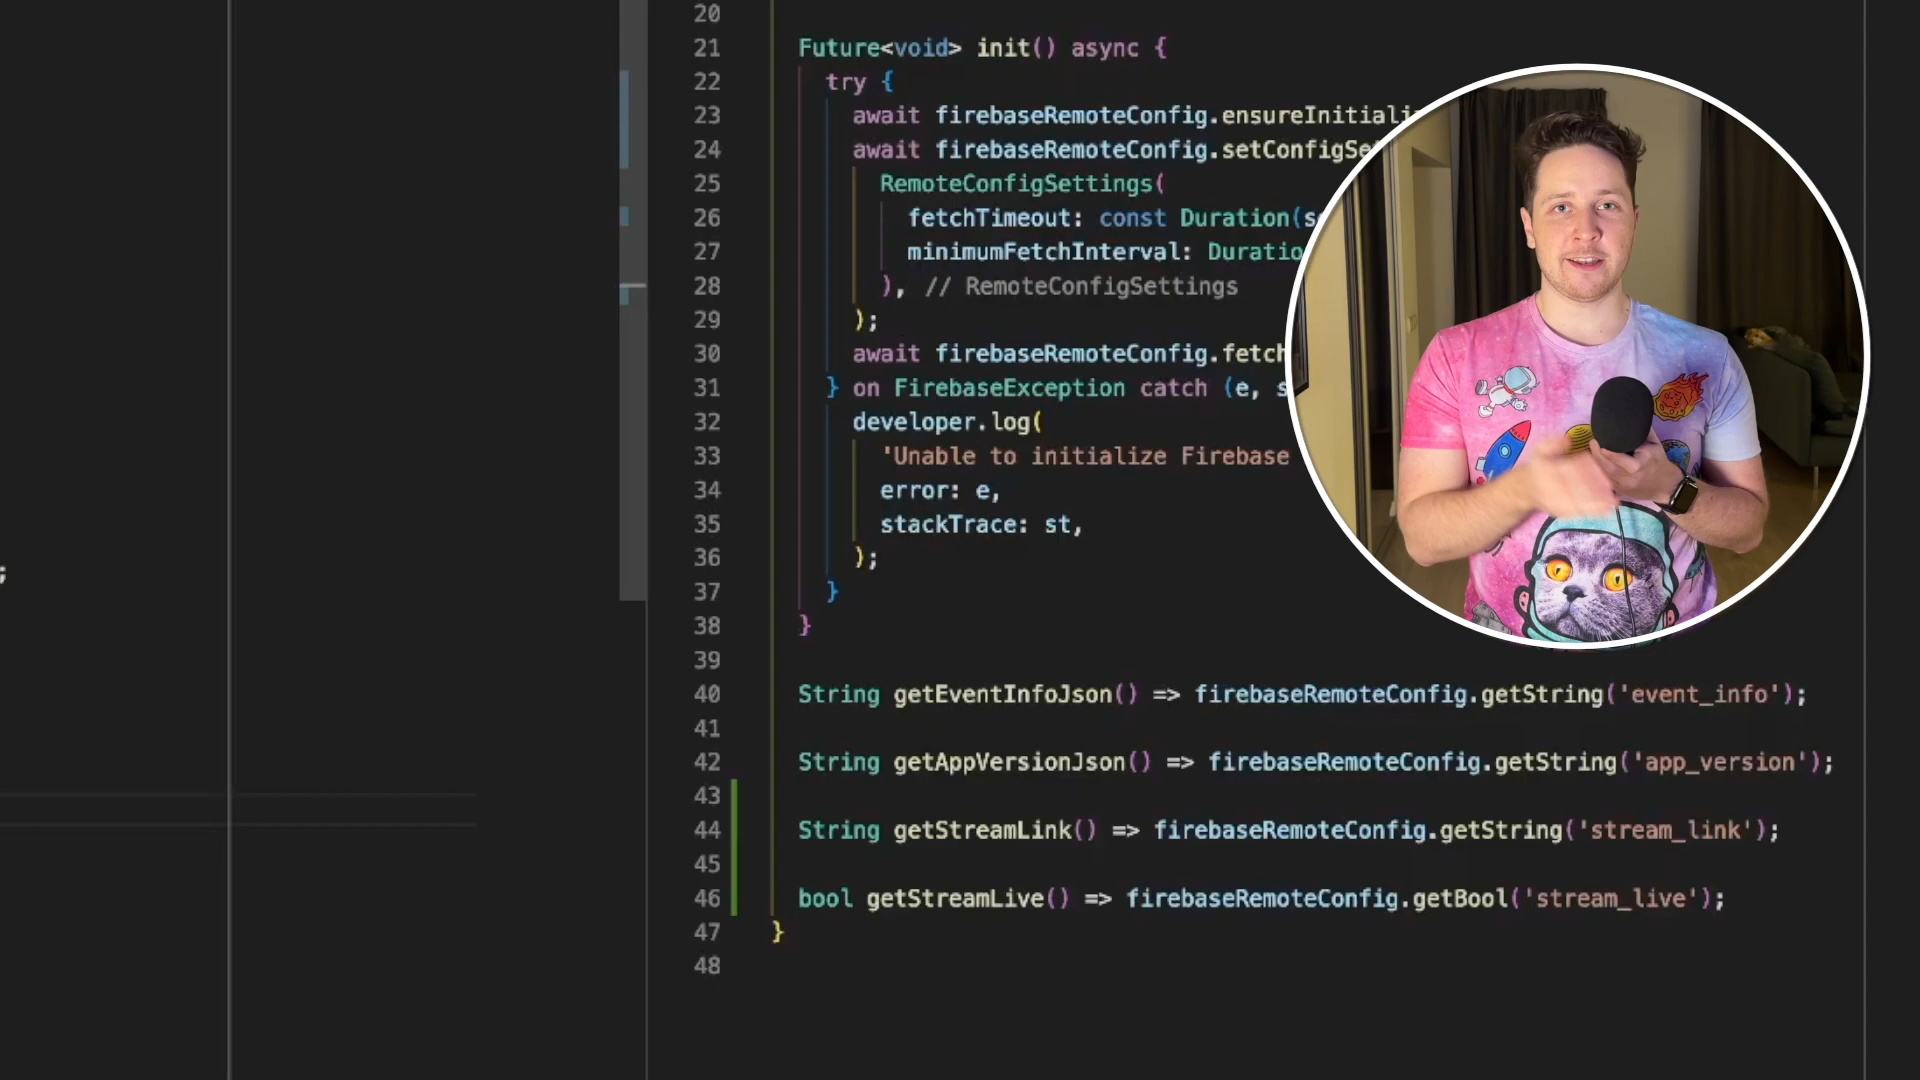 ;
20
21 Future<void> init() async {
22 try {
23 await firebaseRemoteConfig.ensureInitiali
24 await firebaseRemoteConfig.setConfigSe
25 RemoteConfigSettings(
26 fetchTimeout: const Duration(s
27 minimumFetchInterval: Duratio
28 ), // RemoteConfigSettings
29 );
30 await firebaseRemoteConfig.fetch
31 } on FirebaseException catch (e, s
32 developer.log(
33 'Unable to initialize Firebase
34 error: e,
35 stackTrace: st,
36 );
37 }
38 }
39
40 String getEventInfoJson() => firebaseRemoteConfig.getString('event_info');
41
42 String getAppVersionJson() => firebaseRemoteConfig.getString('app_version');
43
44 String getStreamLink() => firebaseRemoteConfig.getString('stream_link');
45
46 bool getStreamLive() => firebaseRemoteConfig.getBool('stream_live');
47 }
48